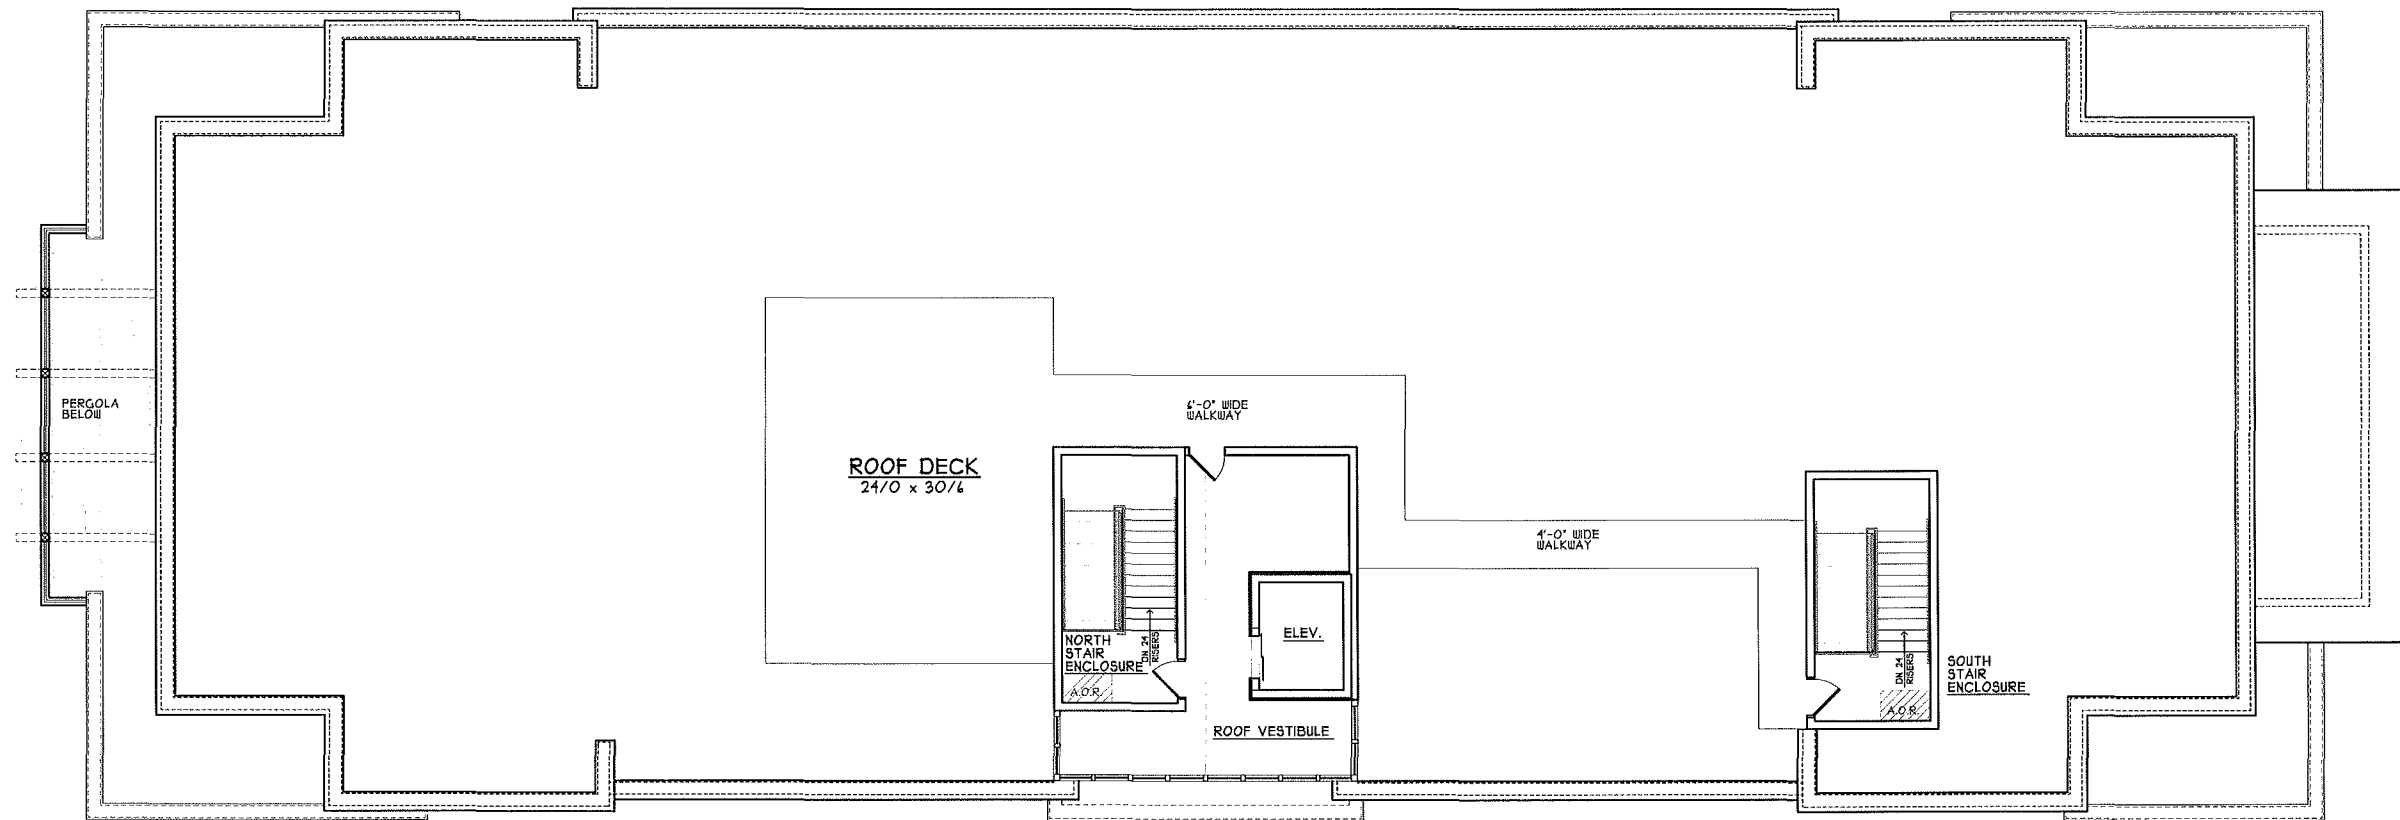 PERGOLA
BELOW
ROOF DECK
24/0 x 30/6
6'-0" WIDE
WALKWAY
4'-0" WIDE
WALKWAY
NORTH
STAIR
ENCLOSURE
DN 24
RISERS
A.O.R.
ELEV.
ROOF VESTIBULE
DN 24
RISERS
A.O.R.
SOUTH
STAIR
ENCLOSURE